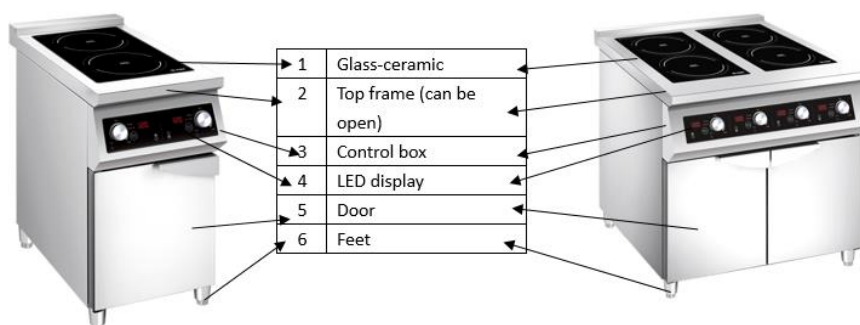 1 Glass-ceramic
2 Top frame (can be
open)
3 Control box
4 LED display
5 Door
6 Feet